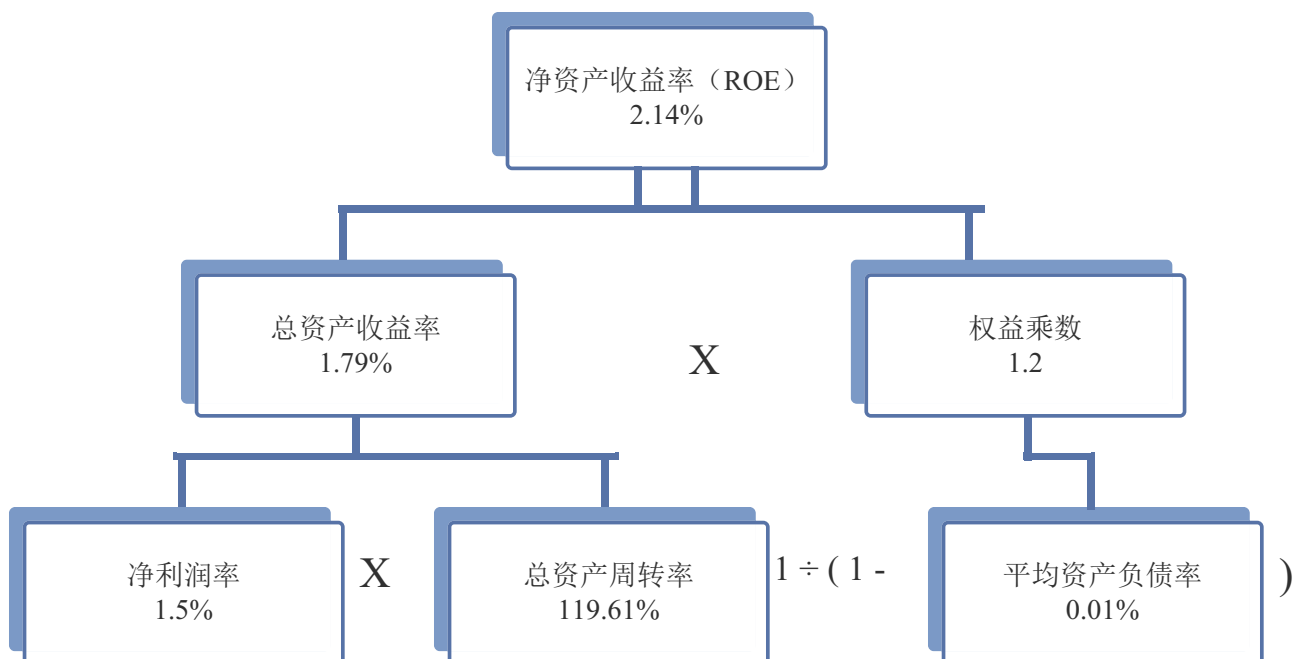 净资产收益率（ROE）
2.14%
总资产收益率
1.79%
X
权益乘数
1.2
净利润率
1.5%
X
总资产周转率
119.61%
1 ÷ ( 1 -
平均资产负债率
0.01%
)